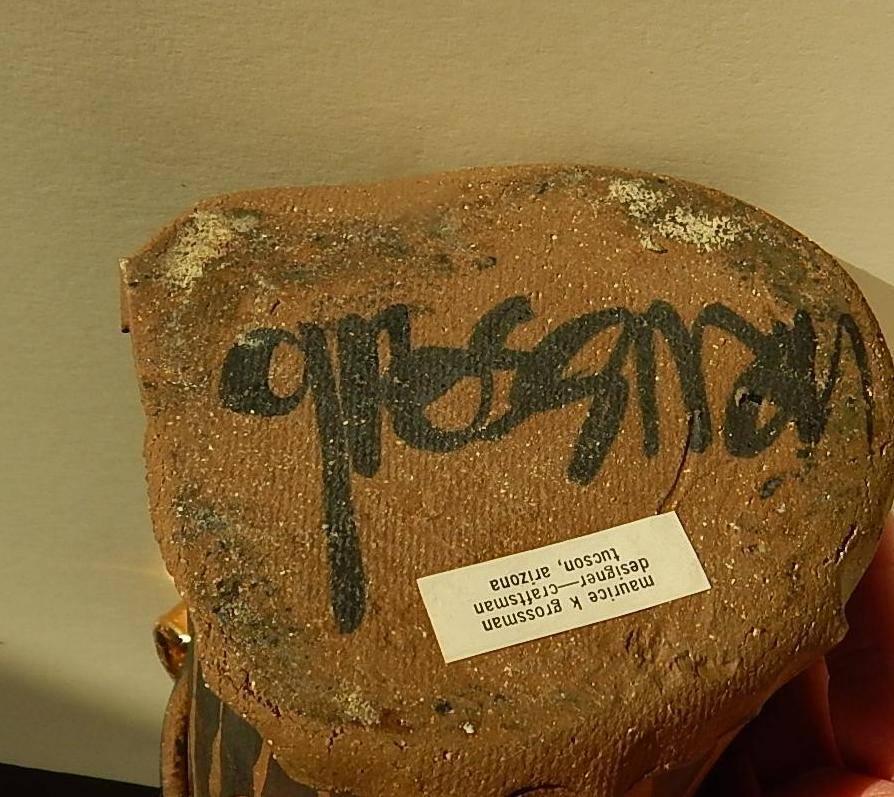 grossman
maurice k grossman
designer—craftsman
tucson, arizona